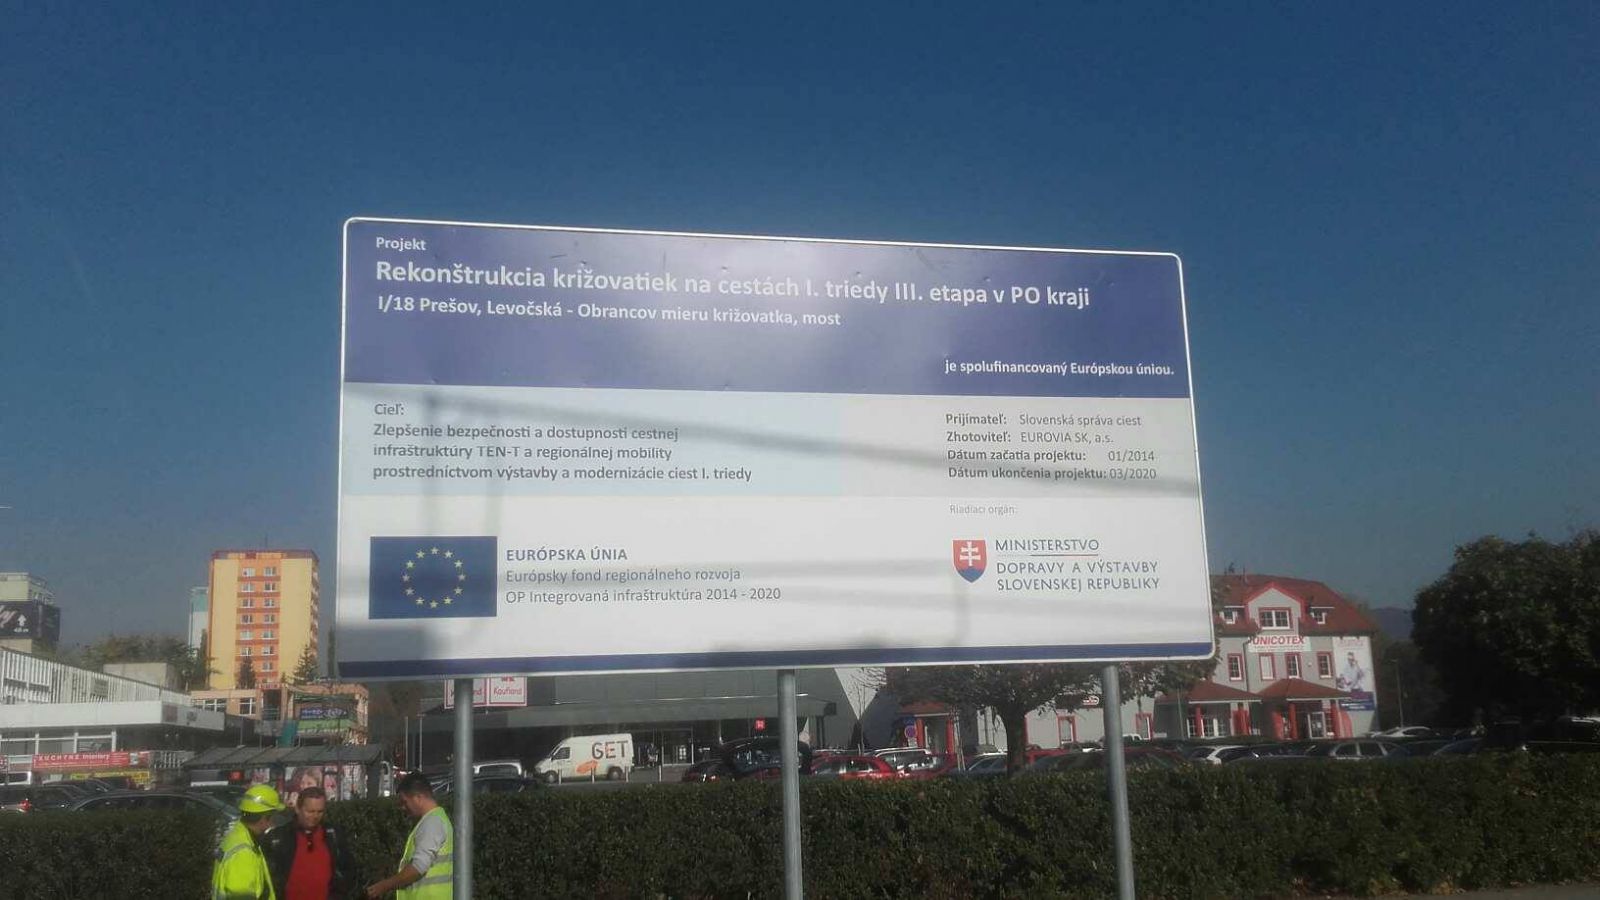 Projekt
Rekonštrukcia križovatiek na cestách I. triedy III. etapa v PO kraji
I/18 Prešov, Levočská - Obrancov mieru križovatka, most
je spolufinancovaný Európskou úniou.
Cieľ:
Zlepšenie bezpečnosti a dostupnosti cestnej
infraštruktúry TEN-T a regionálnej mobility
prostredníctvom výstavby a modernizácie ciest I. triedy
Prijímateľ: Slovenská správa ciest
Zhotoviteľ: EUROVIA SK, a.s.
Dátum začatia projektu: 01/2014
Dátum ukončenia projektu: 03/2020
Riadiaci orgán:
EURÓPSKA ÚNIA
Európsky fond regionálneho rozvoja
OP Integrovaná infraštruktúra 2014 - 2020
MINISTERSTVO
DOPRAVY A VÝSTAVBY
SLOVENSKEJ REPUBLIKY
Kaufland
GET
UNICOTEX